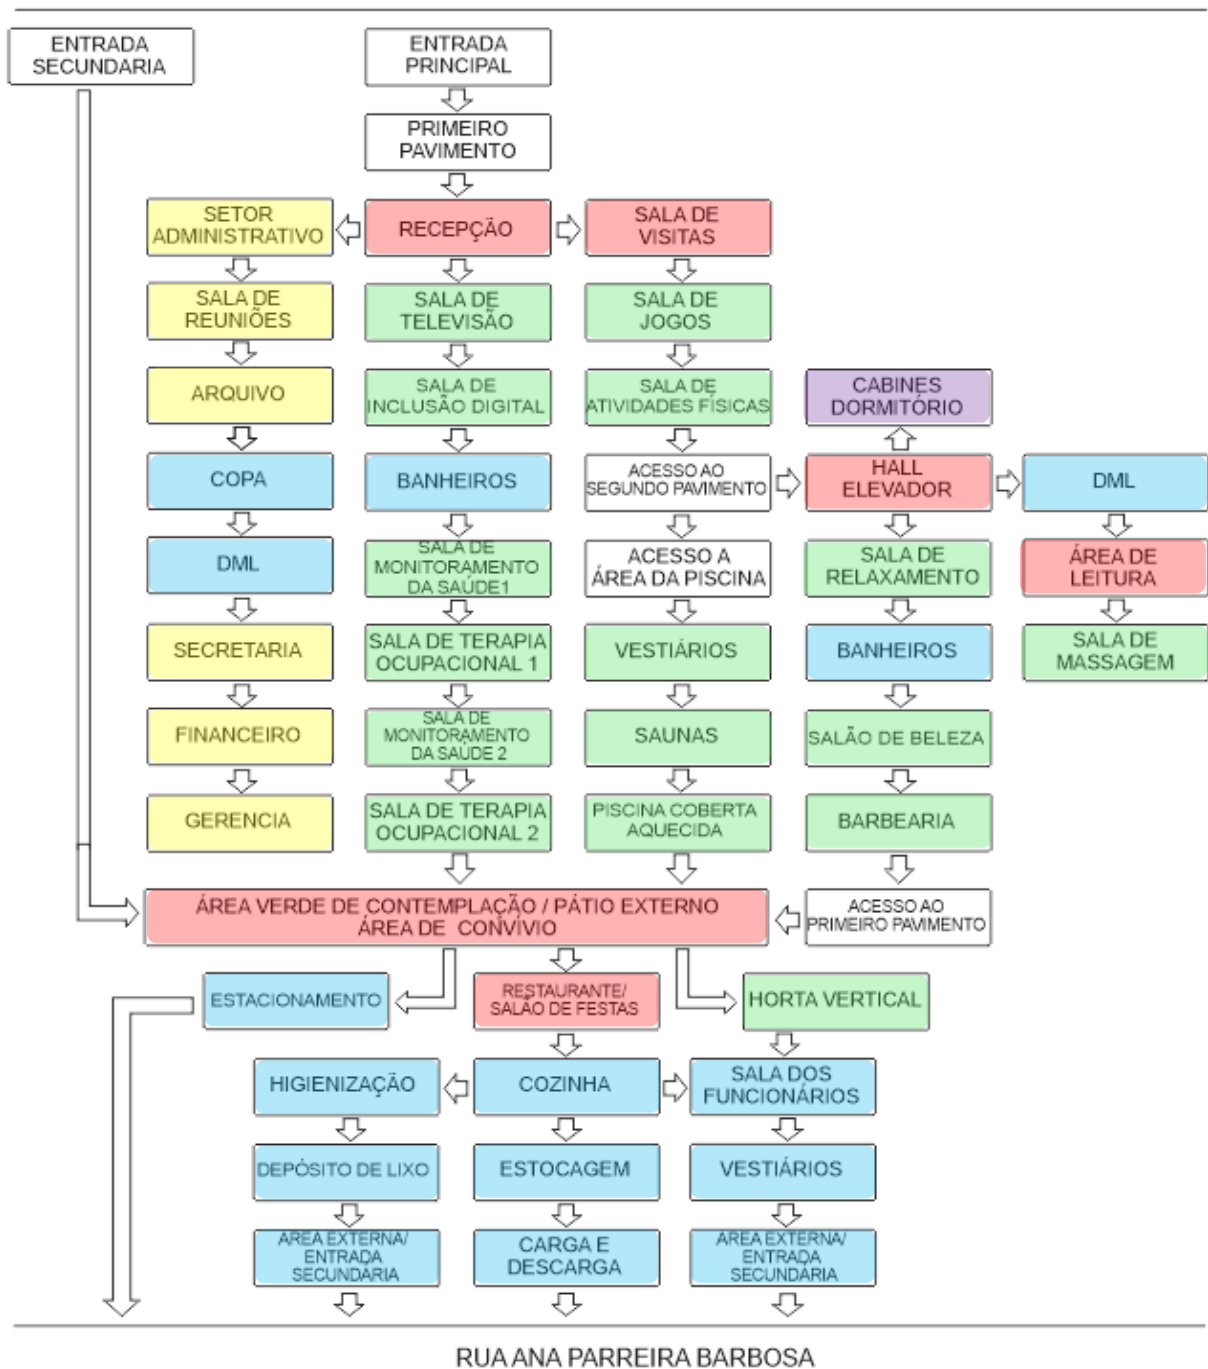 ENTRADA
SECUNDARIA
ENTRADA
PRINCIPAL
PRIMEIRO
PAVIMENTO
SETOR
ADMINISTRATIVO
RECEPÇÃO
SALA DE
VISITAS
SALA DE
REUNIÕES
SALA DE
TELEVISÃO
SALA DE
JOGOS
ARQUIVO
SALA DE
INCLUSÃO DIGITAL
SALA DE
ATIVIDADES FÍSICAS
CABINES
DORMITÓRIO
COPA
BANHEIROS
ACESSO AO
SEGUNDO PAVIMENTO
HALL
ELEVADOR
DML
DML
SALA DE
MONITORAMENTO
DA SAÚDE1
ACESSO A
ÁREA DA PISCINA
SALA DE
RELAXAMENTO
ÁREA DE
LEITURA
SECRETARIA
SALA DE TERAPIA
OCUPACIONAL 1
VESTIÁRIOS
BANHEIROS
SALA DE
MASSAGEM
FINANCEIRO
SALA DE
MONITORAMENTO
DA SAÚDE 2
SAUNAS
SALÃO DE BELEZA
GERENCIA
SALA DE TERAPIA
OCUPACIONAL 2
PISCINA COBERTA
AQUECIDA
BARBEARIA
ÁREA VERDE DE CONTEMPLAÇÃO / PÁTIO EXTERNO
ÁREA DE CONVÍVIO
ACESSO AO
PRIMEIRO PAVIMENTO
ESTACIONAMENTO
RESTAURANTE/
SALÃO DE FESTAS
HORTA VERTICAL
HIGIENIZAÇÃO
COZINHA
SALA DOS
FUNCIONÁRIOS
DEPÓSITO DE LIXO
ESTOCAGEM
VESTIÁRIOS
AREA EXTERNA/
ENTRADA
SECUNDÁRIA
CARGA E
DESCARGA
AREA EXTERNA/
ENTRADA
SECUNDÁRIA
RUA ANA PARREIRA BARBOSA